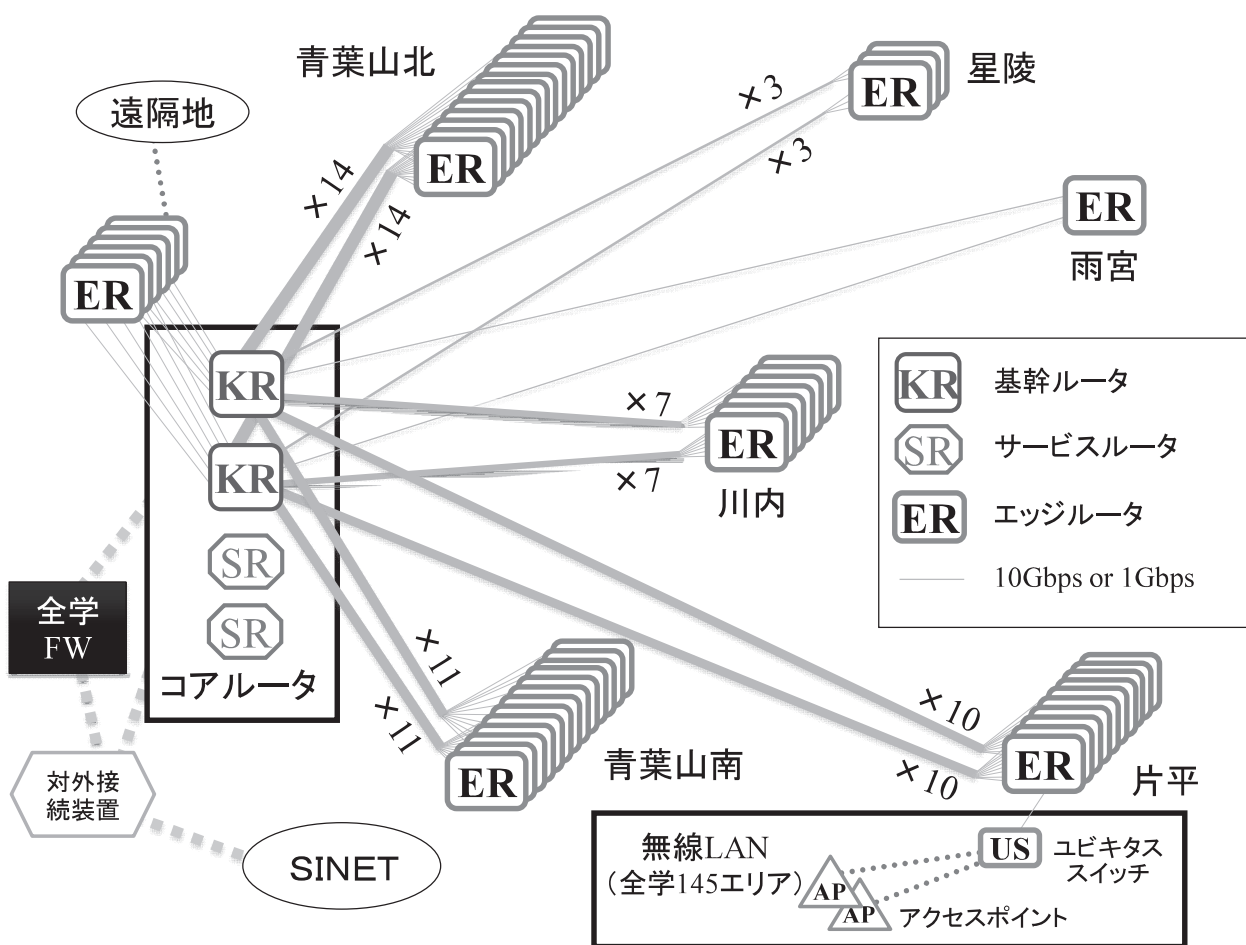 青葉山北
遠隔地
×14
×14
ER
×3
×3
ER
星陵
ER
雨宮
ER
KR
KR
SR
SR
コアルータ
×7
×7
ER
川内
KR
基幹ルータ
SR
サービスルータ
ER
エッジルータ
10Gbps or 1Gbps
全学
FW
対外接
続装置
SINET
×11
×11
ER
青葉山南
×10
×10
ER
片平
無線LAN
(全学145エリア)
US
ユビキタス
スイッチ
AP
AP
アクセスポイント